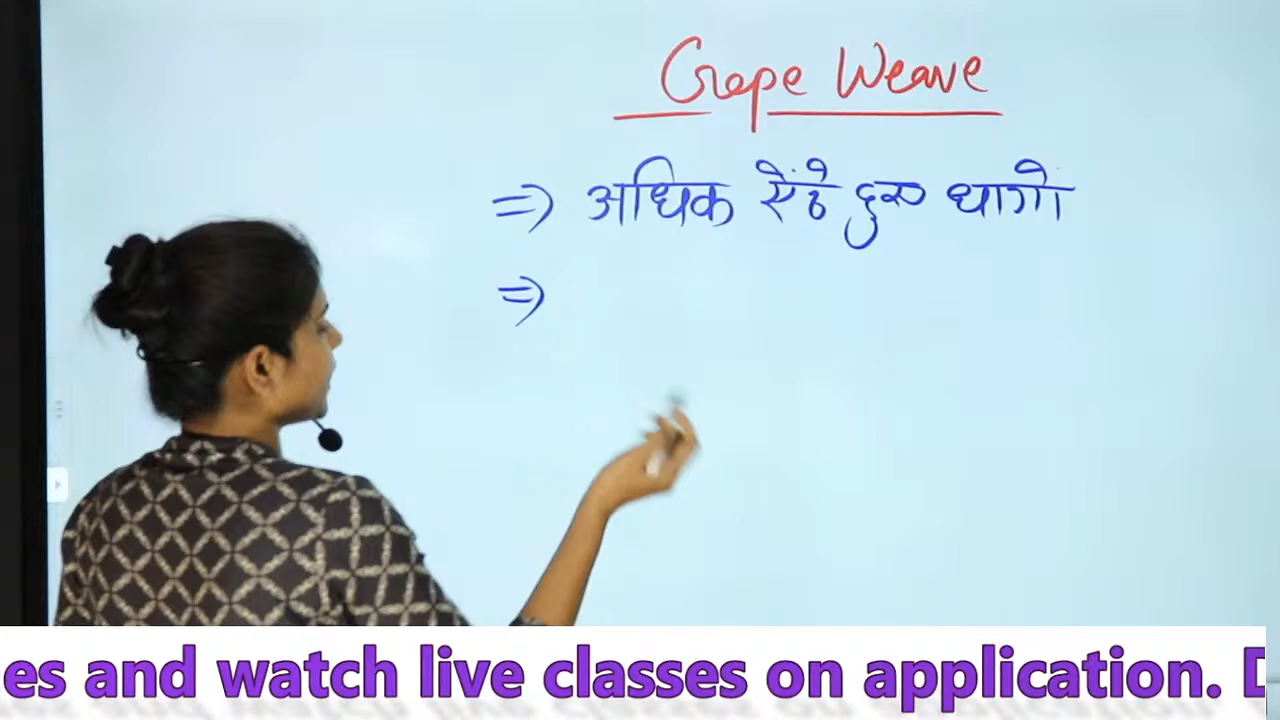 Crepe Weave
⇒ अधिक ऐंठे हुए धागो
⇒
es and watch live classes on application. D